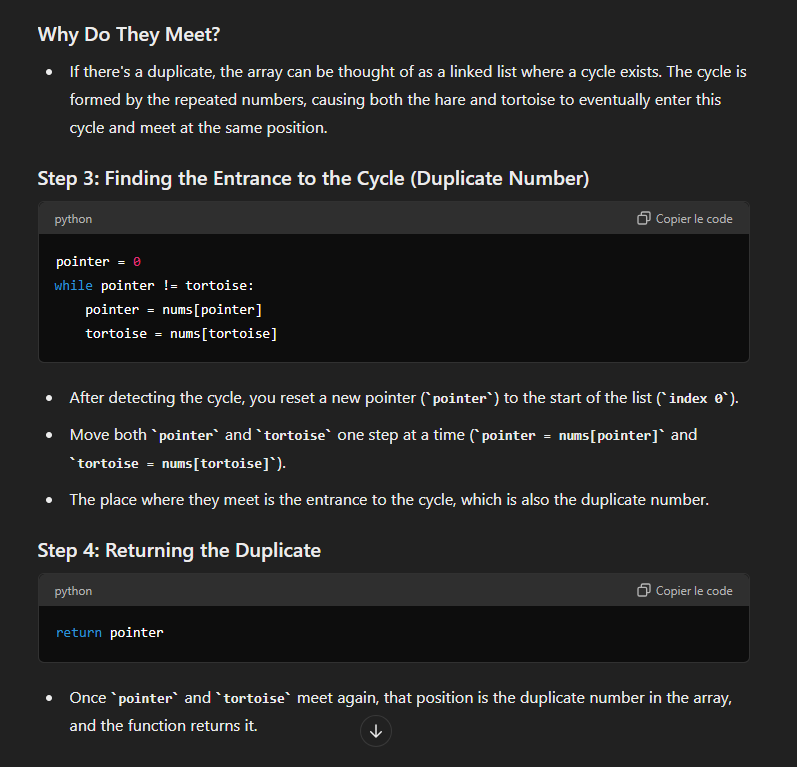 Why Do They Meet?
• If there's a duplicate, the array can be thought of as a linked list where a cycle exists. The cycle is
formed by the repeated numbers, causing both the hare and tortoise to eventually enter this
cycle and meet at the same position.
Step 3: Finding the Entrance to the Cycle (Duplicate Number)
python Copier le code
pointer = 0
while pointer != tortoise:
    pointer = nums[pointer]
    tortoise = nums[tortoise]
• After detecting the cycle, you reset a new pointer (`pointer`) to the start of the list (`index 0`).
• Move both `pointer` and `tortoise` one step at a time (`pointer = nums[pointer]` and
`tortoise = nums[tortoise]`).
• The place where they meet is the entrance to the cycle, which is also the duplicate number.
Step 4: Returning the Duplicate
python Copier le code
return pointer
• Once `pointer` and `tortoise` meet again, that position is the duplicate number in the array,
and the function returns it.